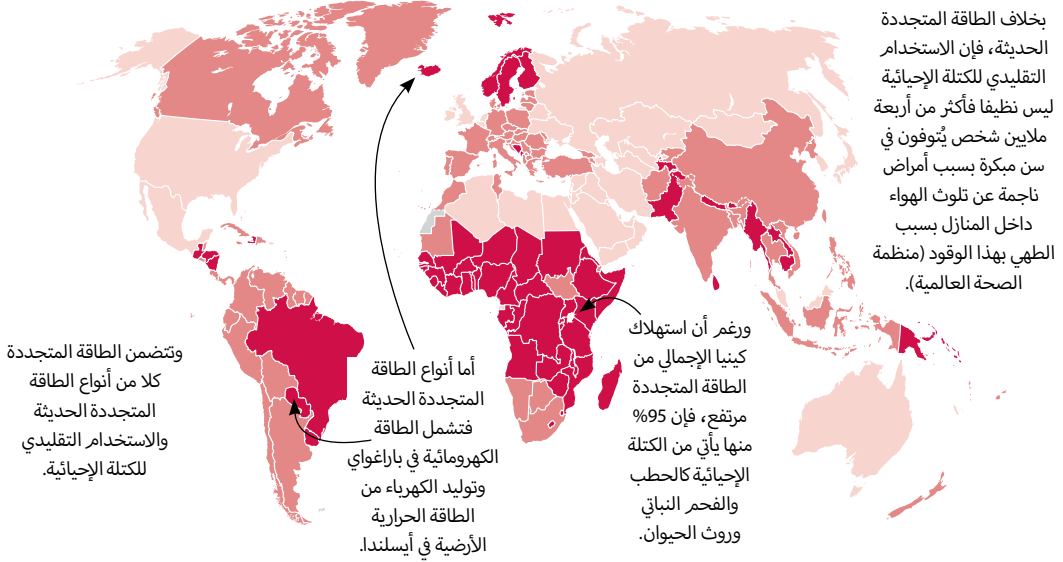 بخلاف الطاقة المتجددة
الحديثة، فإن الاستخدام
التقليدي للكتلة الإحيائية
ليس نظيفا فأكثر من أربعة
ملايين شخص يُتوفون في
سن مبكرة بسبب أمراض
ناجمة عن تلوث الهواء
داخل المنازل بسبب
الطهي بهذا الوقود (منظمة
الصحة العالمية).
ورغم أن استهلاك
كينيا الإجمالي من
الطاقة المتجددة
مرتفع، فإن 95%
منها يأتي من الكتلة
الإحيائية كالحطب
والفحم النباتي
وروث الحيوان.
أما أنواع الطاقة
المتجددة الحديثة
فتشمل الطاقة
الكهرومائية في باراغواي
وتوليد الكهرباء من
الطاقة الحرارية
الأرضية في أيسلندا.
وتتضمن الطاقة المتجددة
كلا من أنواع الطاقة
المتجددة الحديثة
والاستخدام التقليدي
للكتلة الإحيائية.